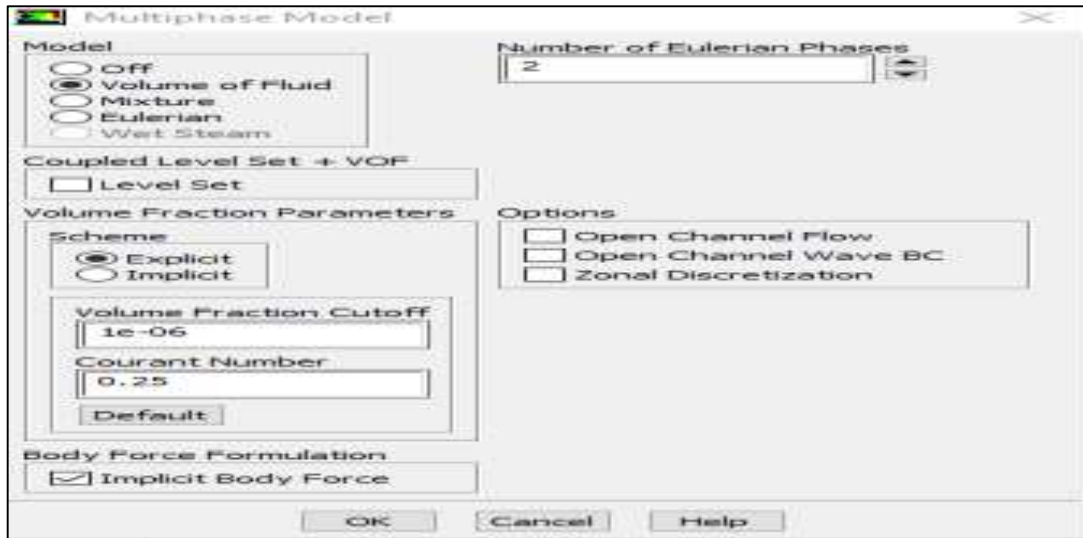 Multiphase Model
Model
Off
Volume of Fluid
Mixture
Eulerian
Wet Steam
Number of Eulerian Phases
2
Coupled Level Set + VOF
Level Set
Volume Fraction Parameters
Scheme
Explicit
Implicit
Volume Fraction Cutoff
1e-06
Courant Number
0.25
Default
Options
Open Channel Flow
Open Channel Wave BC
Zonal Discretization
Body Force Formulation
Implicit Body Force
OK Cancel Help